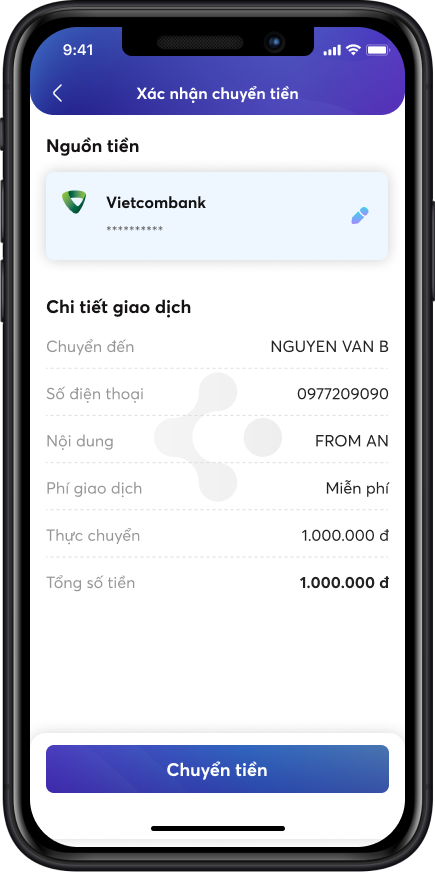 9:41
Xác nhận chuyển tiền
Nguồn tiền
Vietcombank
**********
Chi tiết giao dịch
Chuyển đến NGUYEN VAN B
Số điện thoại 0977209090
Nội dung FROM AN
Phí giao dịch Miễn phí
Thực chuyển 1.000.000 đ
Tổng số tiền 1.000.000 đ
Chuyển tiền